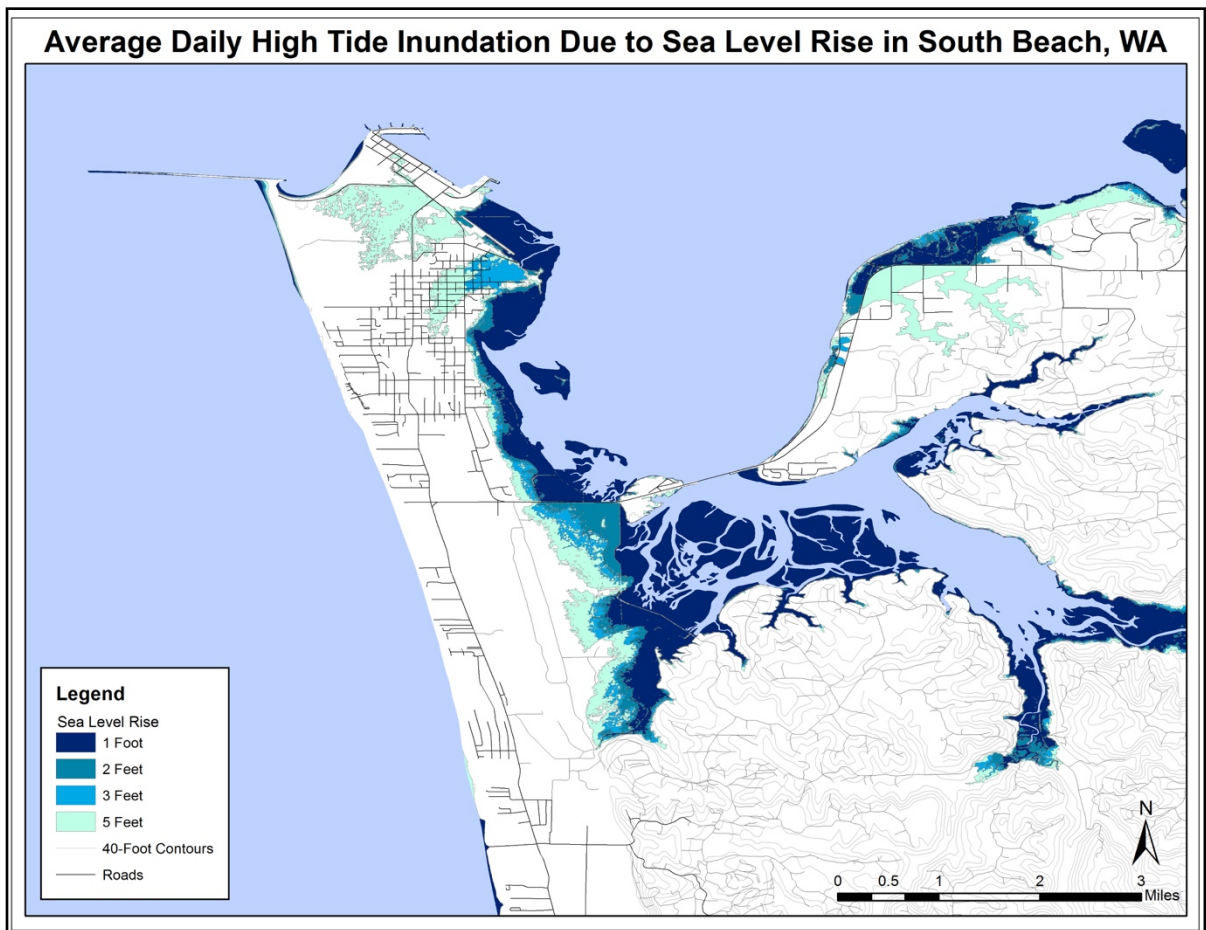 Average Daily High Tide Inundation Due to Sea Level Rise in South Beach, WA
Legend
Sea Level Rise
1 Foot
2 Feet
3 Feet
5 Feet
40-Foot Contours
Roads
N
0 0.5 1 2 3
Miles